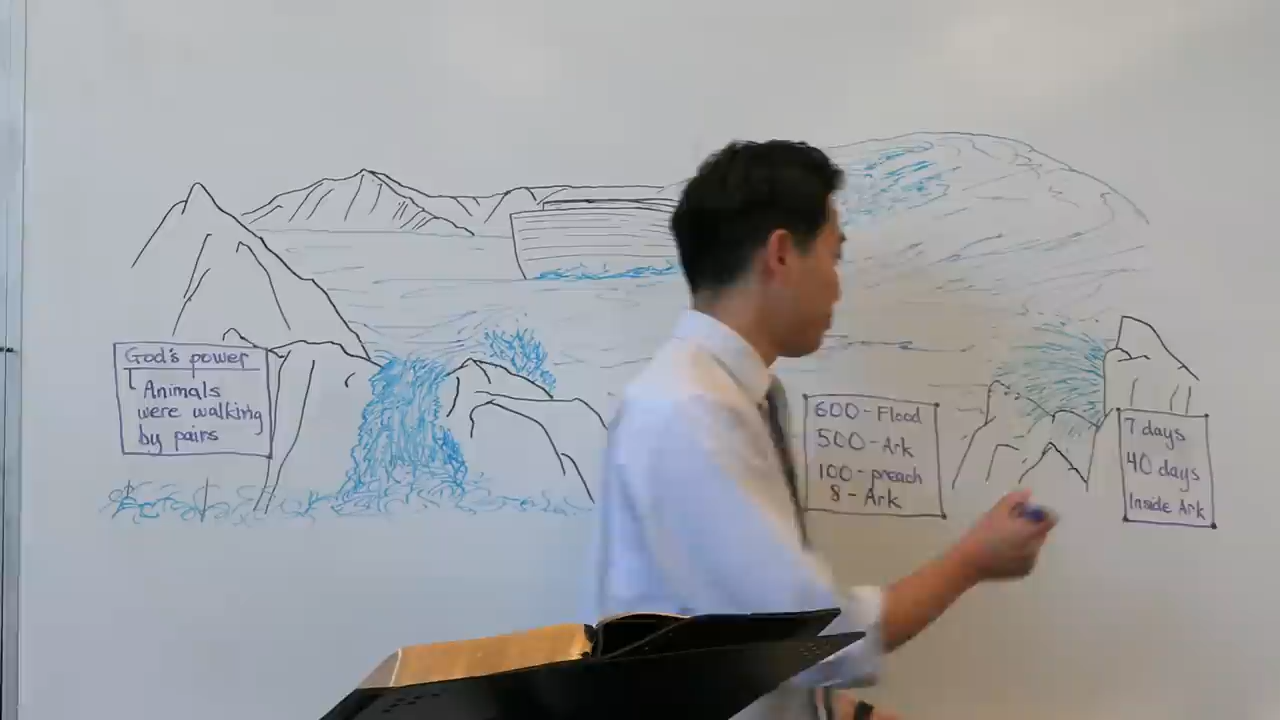 God's power
Animals
were walking
by pairs
600-Flood
500-Ark
100-preach
8-Ark
7 days
40 days
Inside Ark